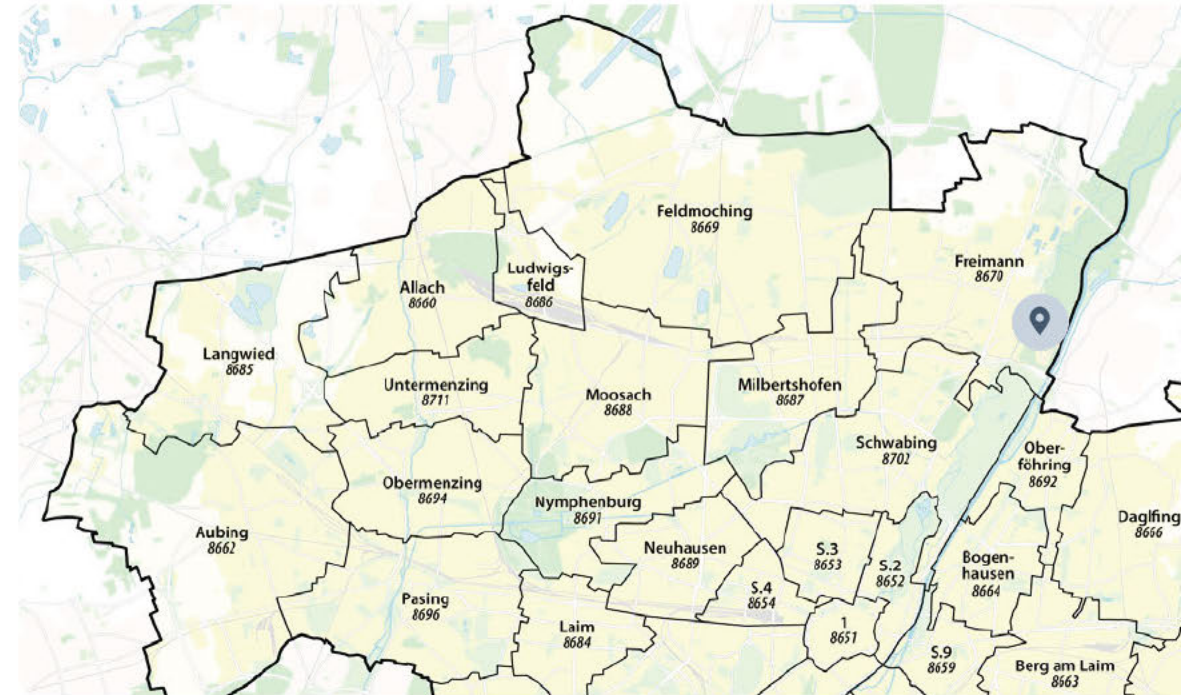 Feldmoching
8669
Freimann
8670
Ludwigs-
feld
8686
Allach
8660
Langwied
8685
Untermenzing
8711
Moosach
8688
Milbertshofen
8687
Schwabing
8702
Ober-
föhring
8692
Obermenzing
8694
Nymphenburg
8691
Daglfing
8666
Aubing
8662
Neuhausen
8689
S.3
8653
S.2
8652
Bogen-
hausen
8664
Pasing
8696
S.4
8654
Laim
8684
1
8651
S.9
8659
Berg am Laim
8663